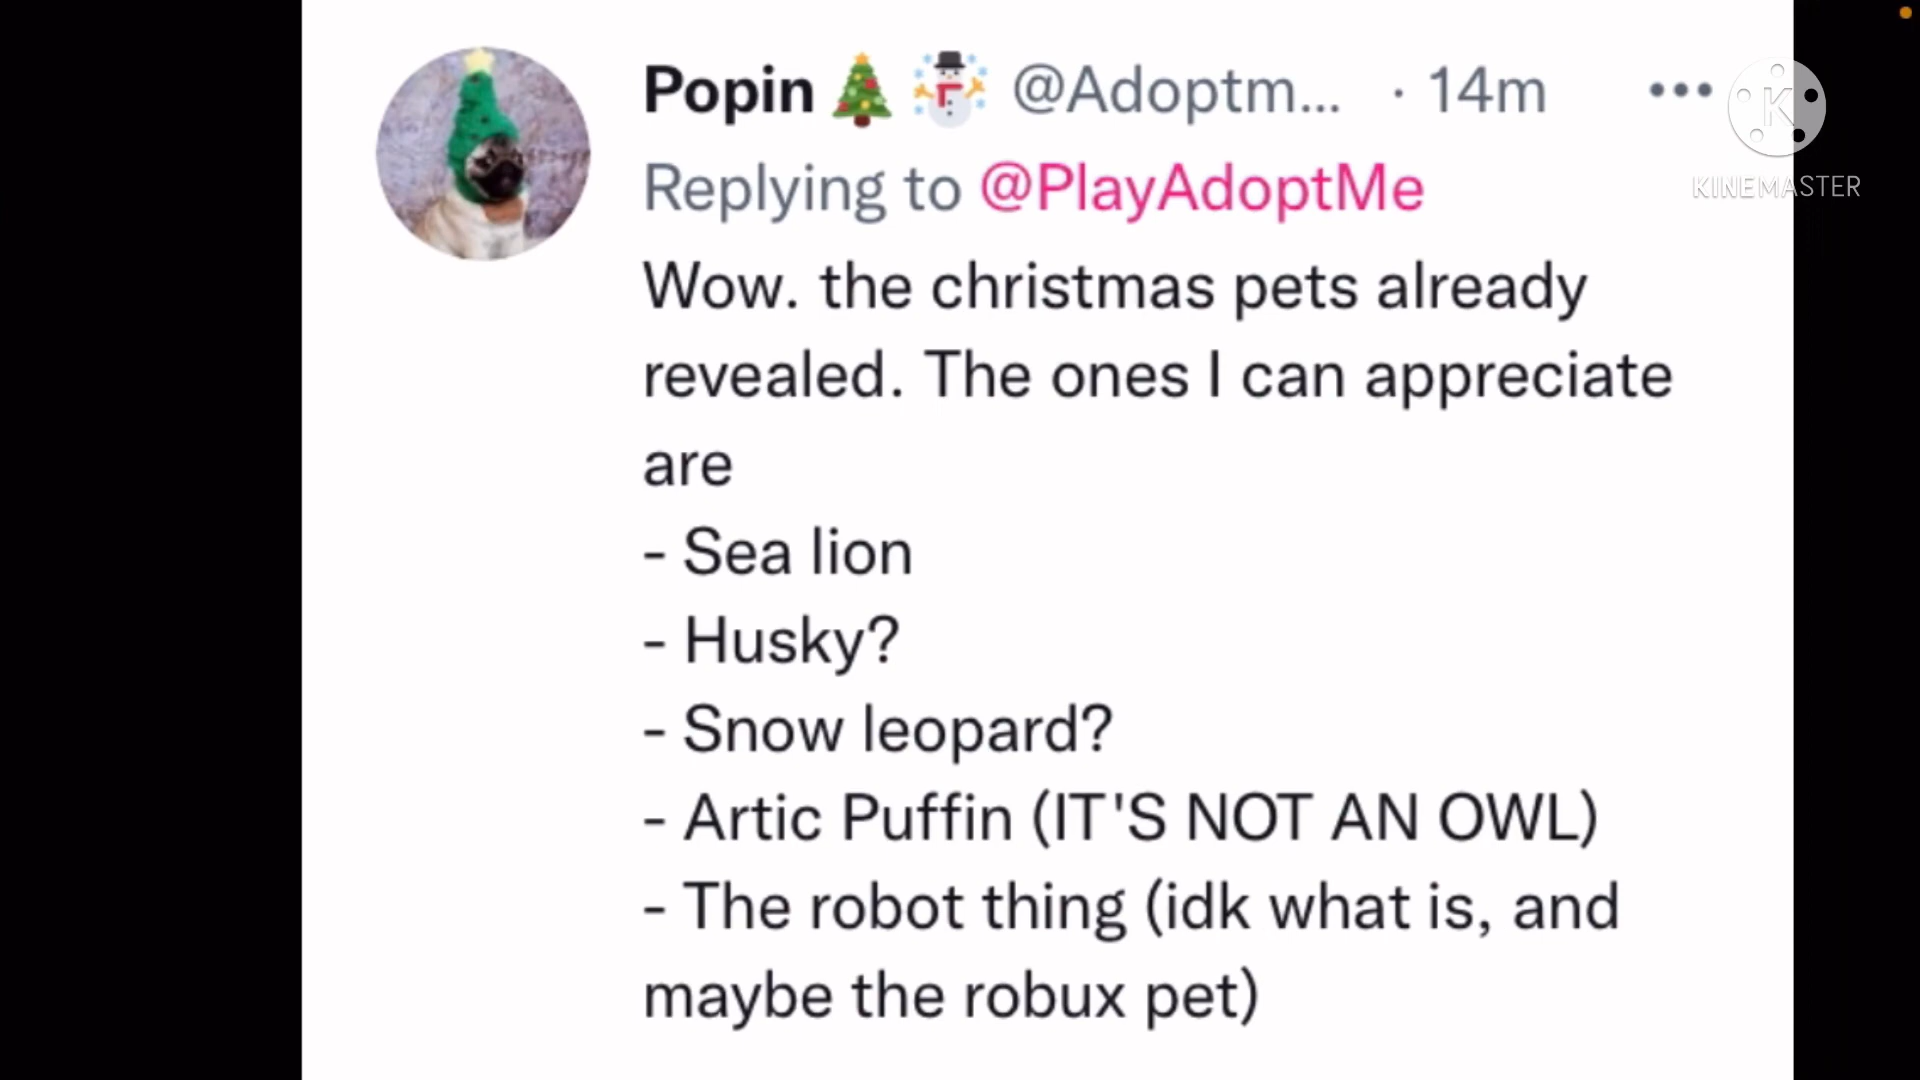 Popin🎄☃️ @Adoptm... · 14m
Replying to @PlayAdoptMe
Wow. the christmas pets already
revealed. The ones I can appreciate
are
- Sea lion
- Husky?
- Snow leopard?
- Artic Puffin (IT'S NOT AN OWL)
- The robot thing (idk what is, and
maybe the robux pet)
K
KINEMASTER